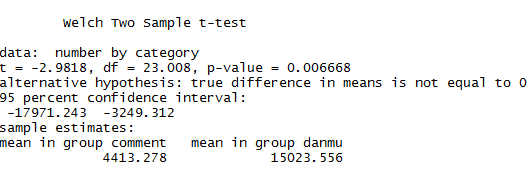 Welch Two Sample t-test
data:  number by category
t = -2.9818, df = 23.008, p-value = 0.006668
alternative hypothesis: true difference in means is not equal to 0
95 percent confidence interval:
 -17971.243  -3249.312
sample estimates:
mean in group comment   mean in group danmu
             4413.278             15023.556